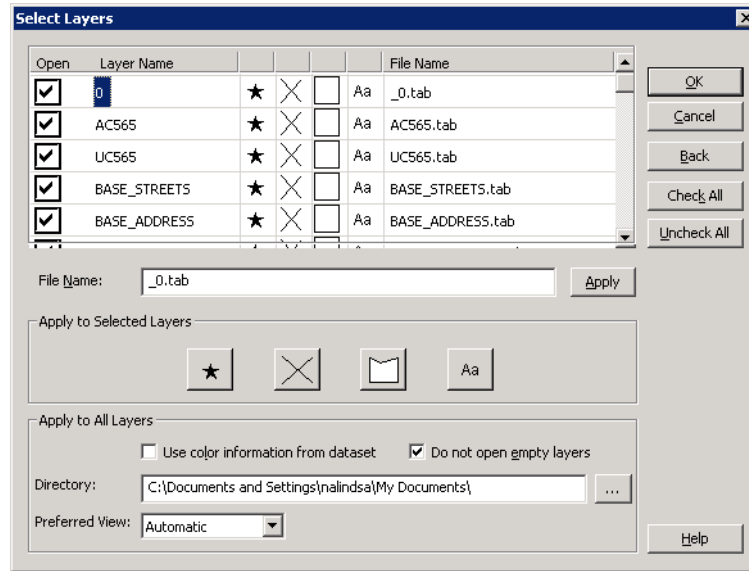 Select Layers
Open Layer Name File Name
0 Aa _0.tab
AC565 Aa AC565.tab
UC565 Aa UC565.tab
BASE_STREETS Aa BASE_STREETS.tab
BASE_ADDRESS Aa BASE_ADDRESS.tab
OK
Cancel
Back
Check All
Uncheck All
File Name: _0.tab Apply
Apply to Selected Layers
Aa
Apply to All Layers
Use color information from dataset Do not open empty layers
Directory: C:\Documents and Settings\nalindsa\My Documents\ ...
Preferred View: Automatic
Help